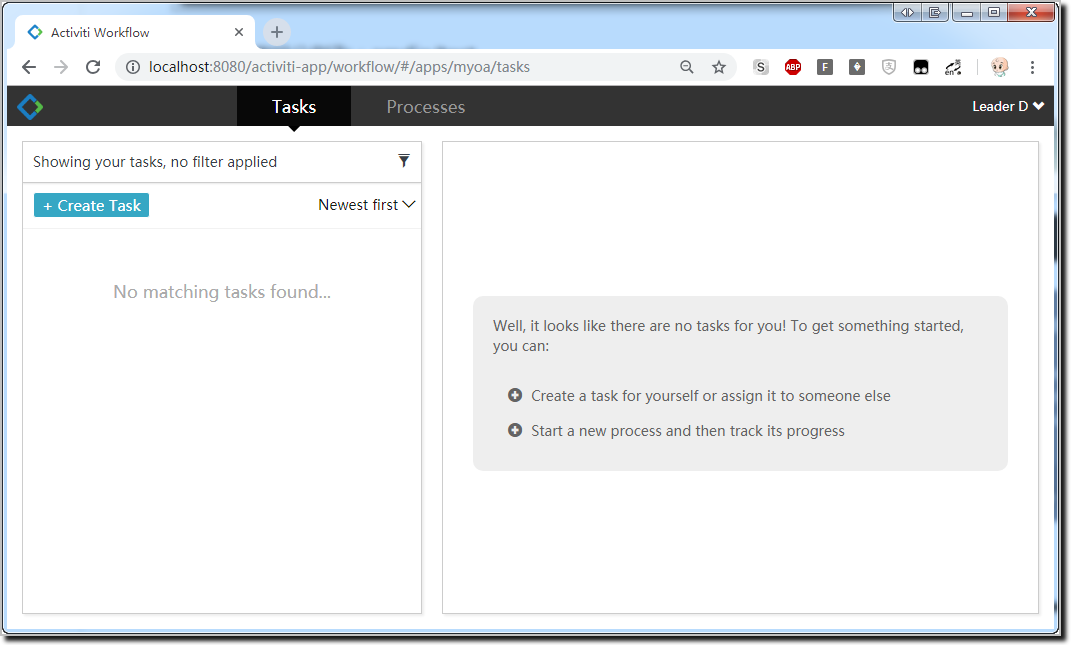 Activiti Workflow
localhost:8080/activiti-app/workflow/#/apps/myoa/tasks
S
ABP
F
en
Tasks
Processes
Leader D
Showing your tasks, no filter applied
+ Create Task
Newest first
No matching tasks found...
Well, it looks like there are no tasks for you! To get something started,
you can:
Create a task for yourself or assign it to someone else
Start a new process and then track its progress